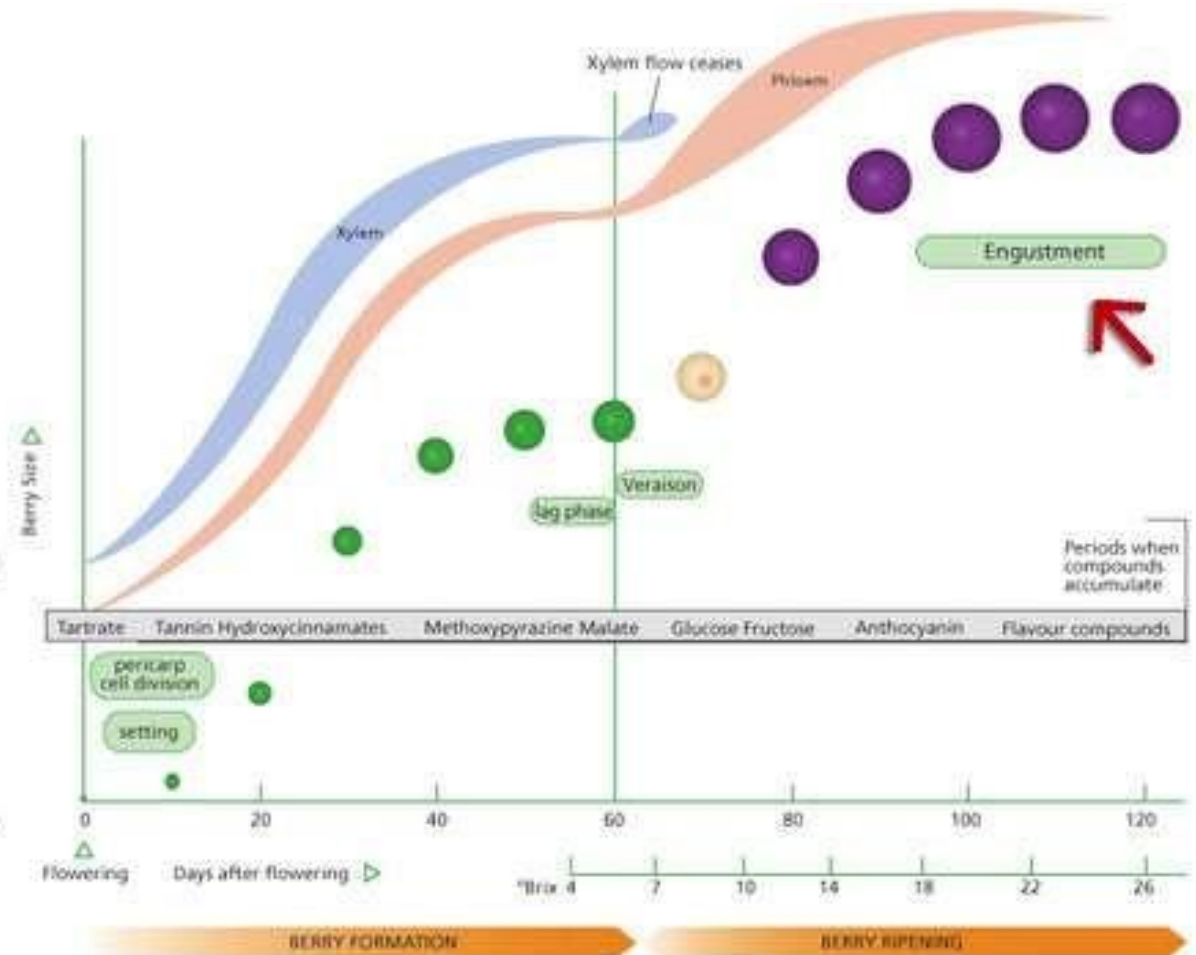 Xylem flow ceases
Phloem
Xylem
Engustment
Berry Size
Veraison
lag phase
Periods when
compounds
accumulate
Tartrate Tannin Hydroxycinnamates Methoxypyrazine Malate Glucose Fructose Anthocyanin Flavour compounds
pericarp
cell division
setting
0 20 40 60 80 100 120
Flowering Days after flowering
°Brix 4 7 10 14 18 22 26
BERRY FORMATION BERRY RIPENING